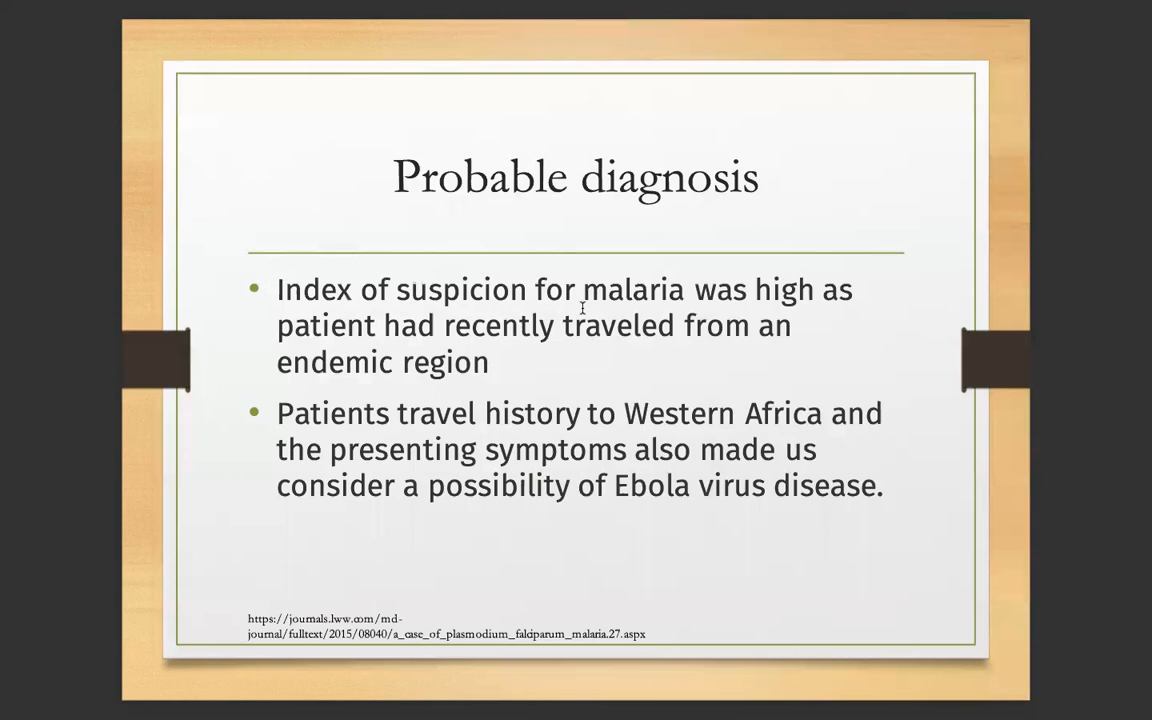 Probable diagnosis
• Index of suspicion for malaria was high as
patient had recently traveled from an
endemic region
• Patients travel history to Western Africa and
the presenting symptoms also made us
consider a possibility of Ebola virus disease.
https://journals.lww.com/md-
journal/fulltext/2015/08040/a_case_of_plasmodium_falciparum_malaria.27.aspx